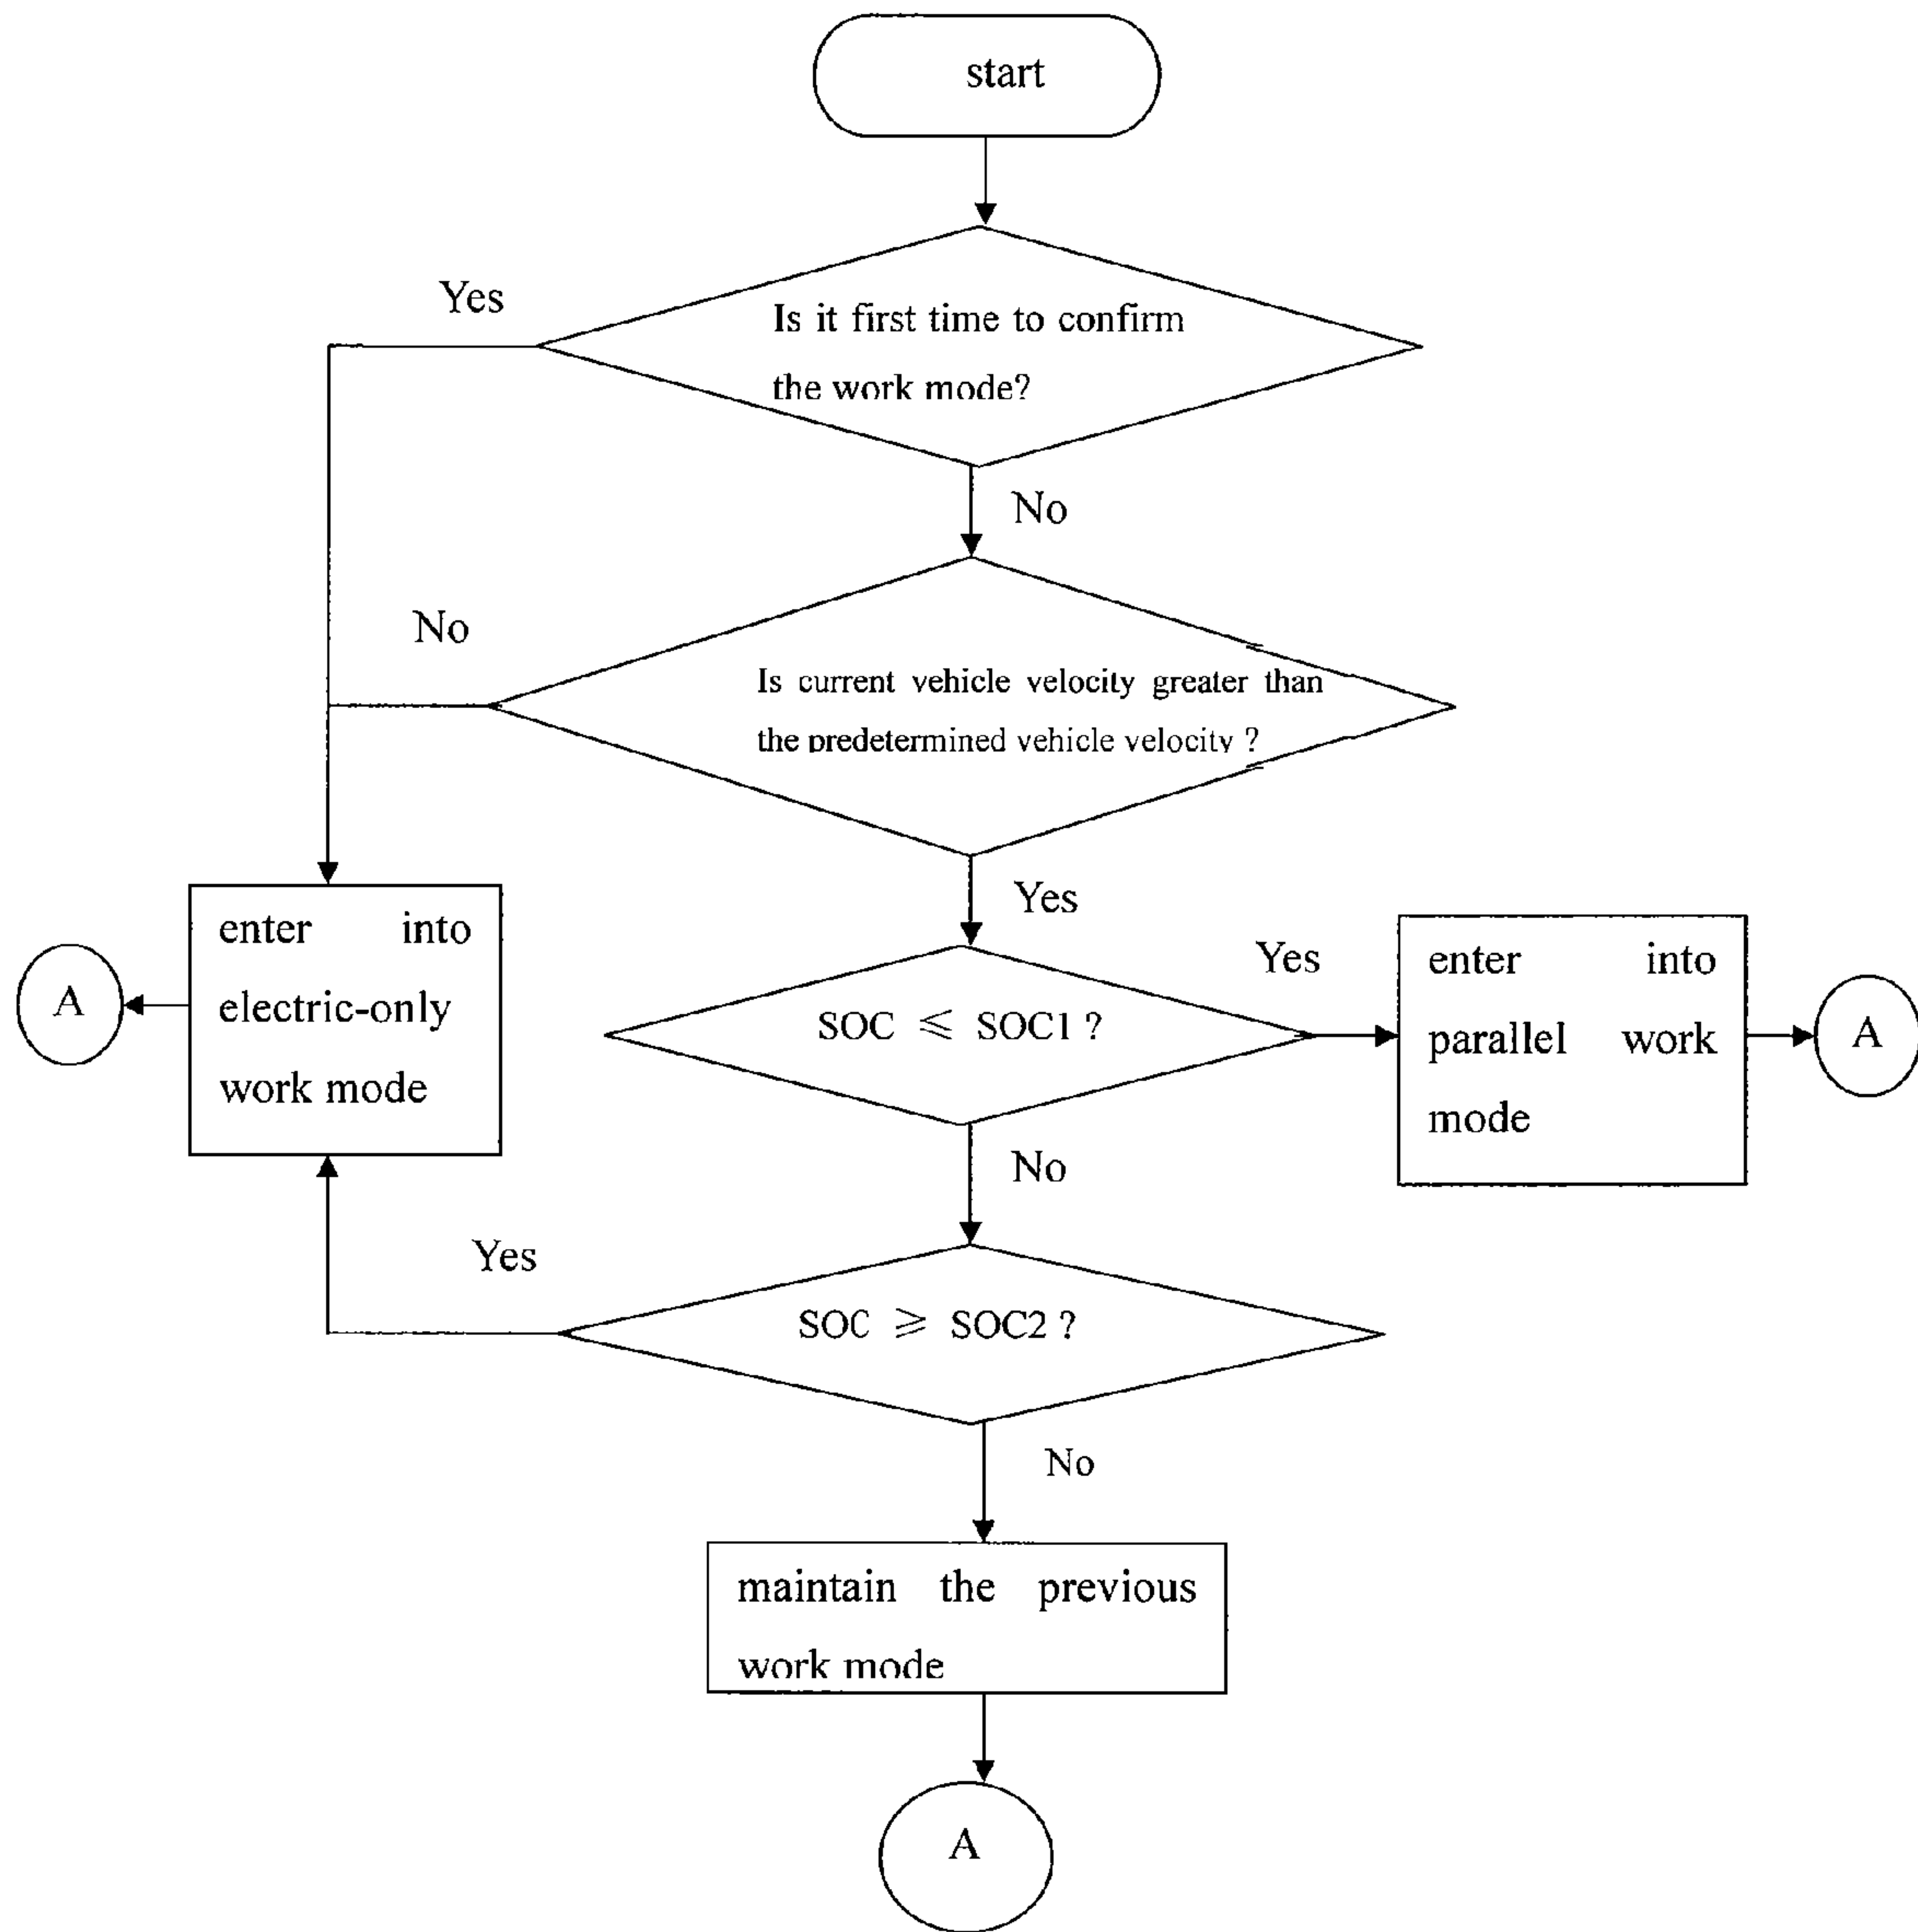 start
Yes
Is it first time to confirm
the work mode?
No
No
Is current vehicle velocity greater than
the predetermined vehicle velocity ?
Yes
enter into
electric-only
work mode
A
SOC ⩽ SOC1 ?
Yes
enter into
parallel work
mode
A
No
Yes
SOC ⩾ SOC2 ?
No
maintain the previous
work mode
A